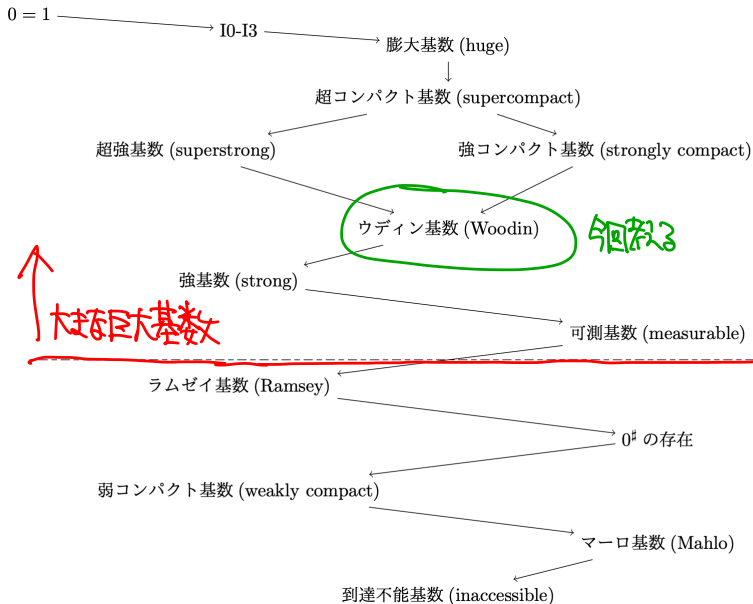 0 = 1
I0-I3
膨大基数 (huge)
超コンパクト基数 (supercompact)
超強基数 (superstrong)
強コンパクト基数 (strongly compact)
ウディン基数 (Woodin)
今回考える
強基数 (strong)
大きな巨大基数
可測基数 (measurable)
ラムゼイ基数 (Ramsey)
0♯ の存在
弱コンパクト基数 (weakly compact)
マーロ基数 (Mahlo)
到達不能基数 (inaccessible)